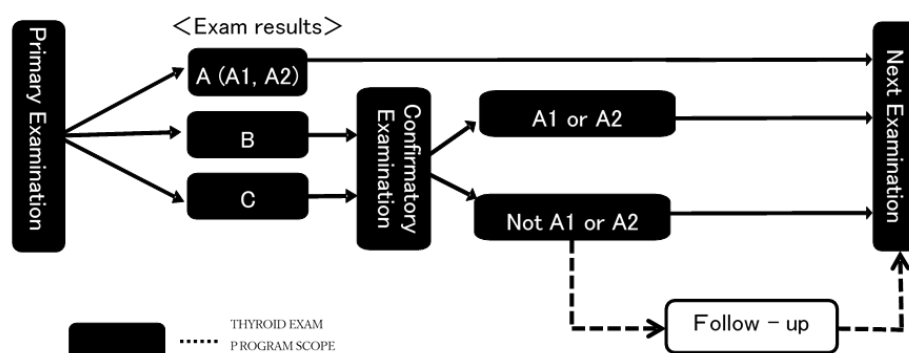 <Exam results>
Primary Examination
A (A1, A2)
B
C
Confirmatory
Examination
A1 or A2
Not A1 or A2
Next Examination
Follow - up
THYROID EXAM
PROGRAM SCOPE